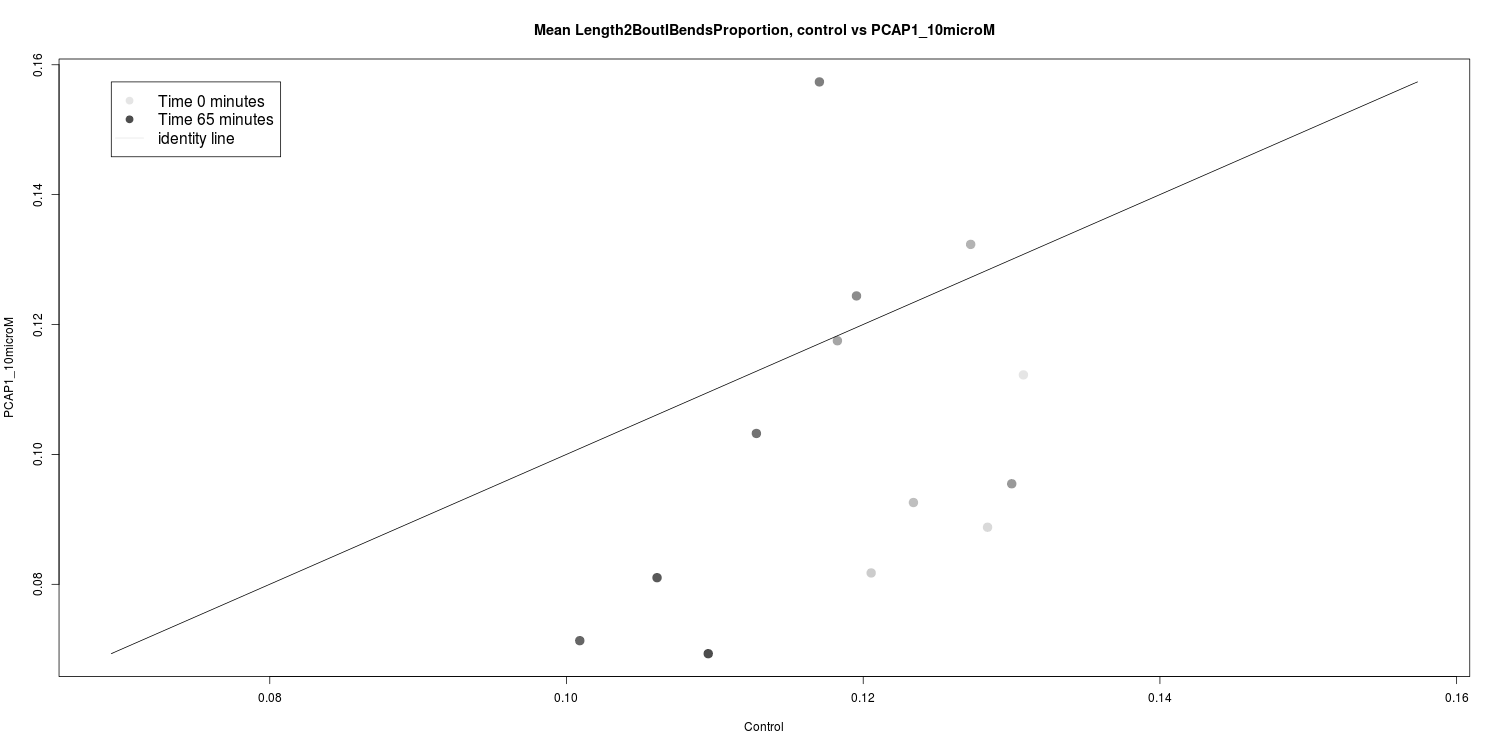 Mean Length2BoutlBendsProportion, control vs PCAP1_10microM
0.16
0.14
0.12
0.10
0.08
PCAP1_10microM
Time 0 minutes
Time 65 minutes
identity line
0.08
0.10
0.12
0.14
0.16
Control